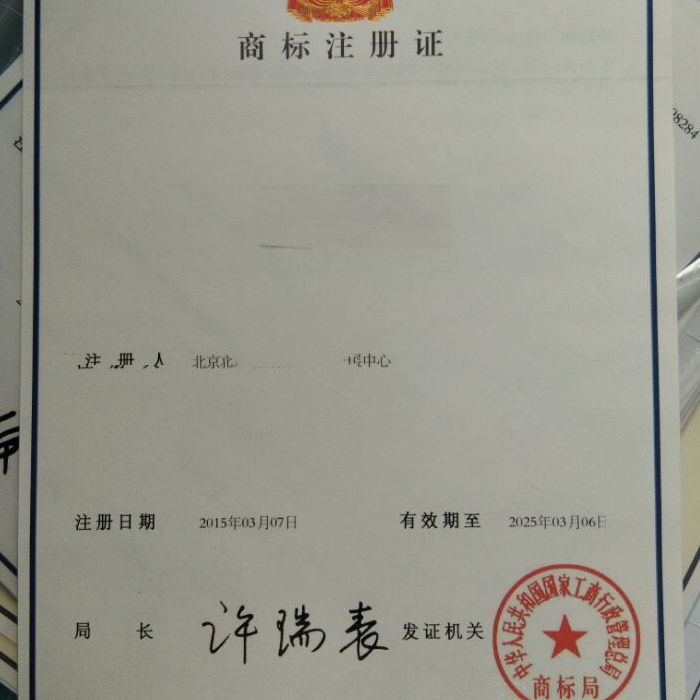 商标注册证
注册人 北京北 中心
注册日期 2015年03月07日 有效期至 2025年03月06日
局长 许瑞表 发证机关
中华人民共和国国家工商行政管理总局
商标局
98284